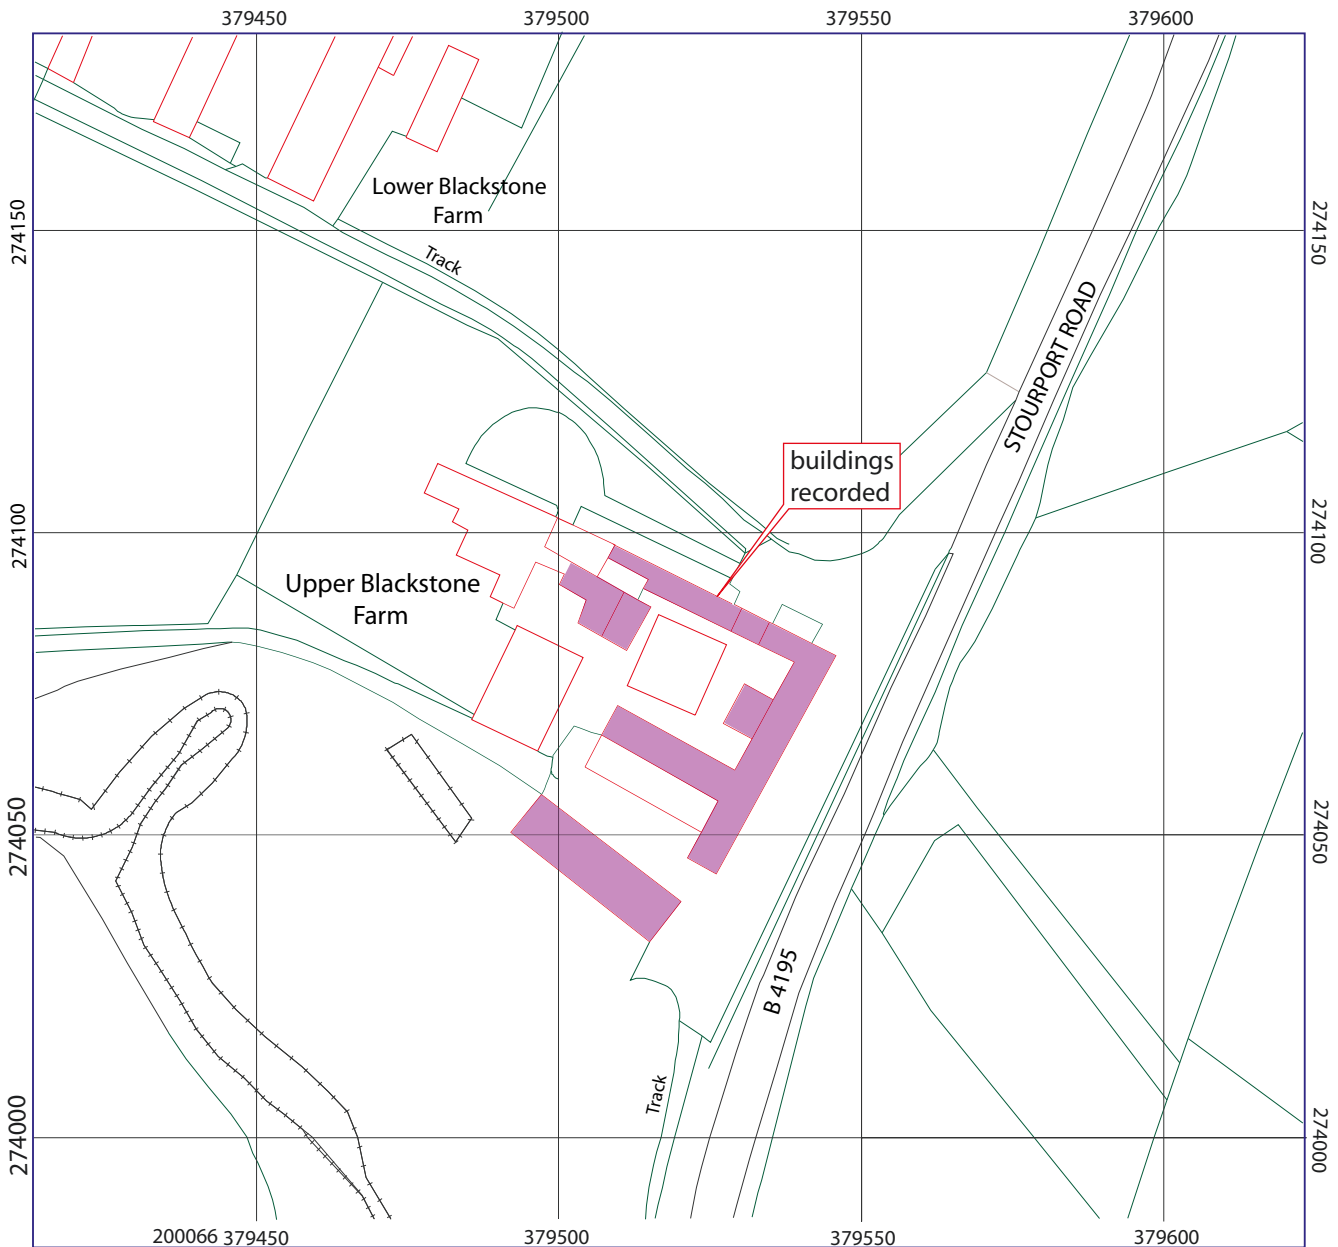 379450
379500
379550
379600
274150
274150
Lower Blackstone
Farm
Track
STOURPORT ROAD
buildings
recorded
274100
274100
Upper Blackstone
Farm
274050
274050
B 4195
Track
274000
274000
200066
379450
379500
379550
379600